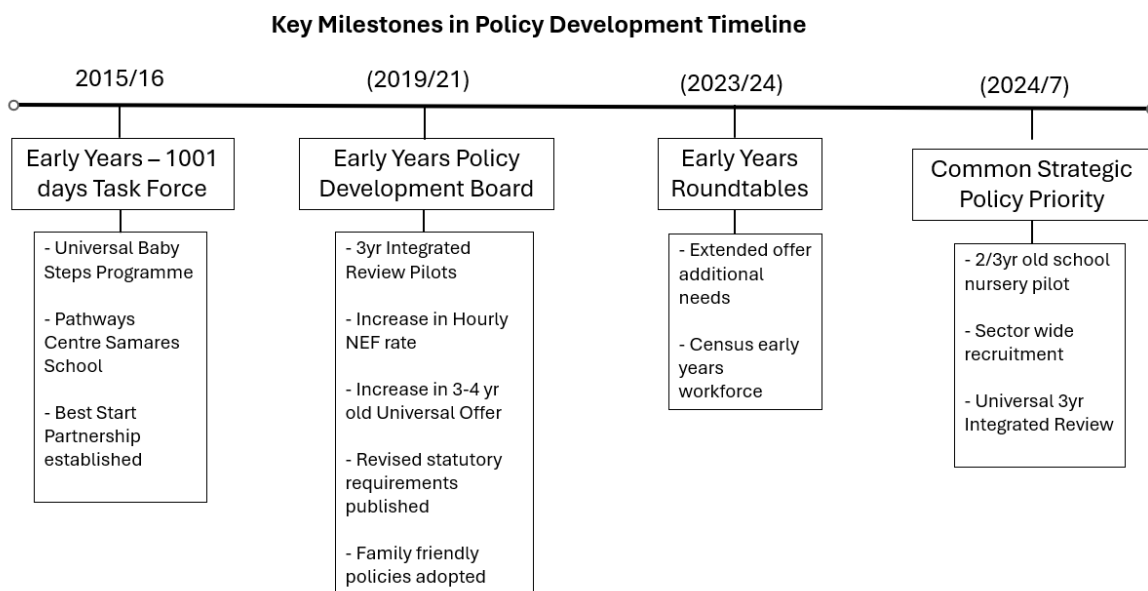 Key Milestones in Policy Development Timeline
2015/16
(2019/21)
(2023/24)
(2024/7)
Early Years – 1001
days Task Force
Early Years Policy
Development Board
Early Years
Roundtables
Common Strategic
Policy Priority
- Universal Baby
Steps Programme
- Pathways
Centre Samares
School
- Best Start
Partnership
established
- 3yr Integrated
Review Pilots
- Increase in Hourly
NEF rate
- Increase in 3-4 yr
old Universal Offer
- Revised statutory
requirements
published
- Family friendly
policies adopted
- Extended offer
additional
needs
- Census early
years
workforce
- 2/3yr old school
nursery pilot
- Sector wide
recruitment
- Universal 3yr
Integrated Review